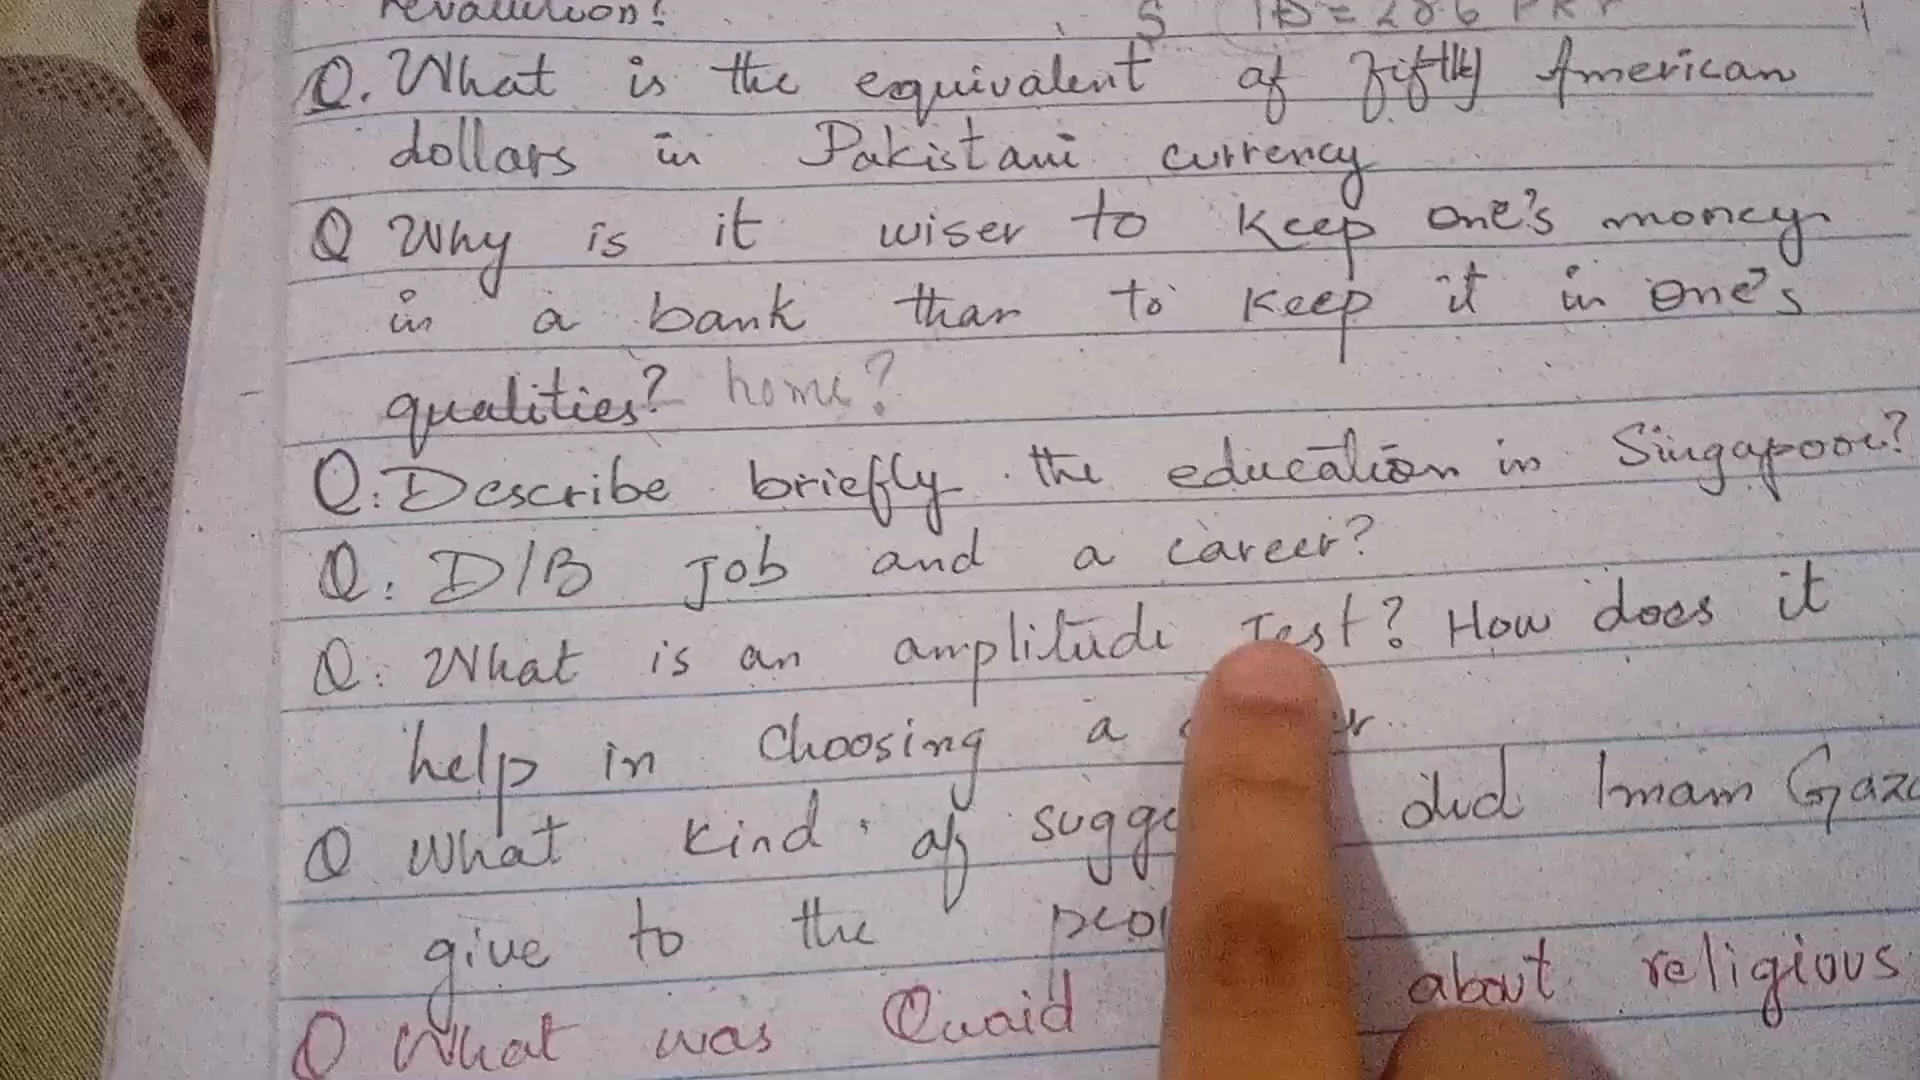 Q. What is the equivalent of fiftly American
dollars in Pakistani currency
Q Why is it wiser to keep one's money
in a bank than to keep it in one's
qualities? home?
Q. Describe briefly the education in Singapoor?
Q. D/B job and a career?
Q. What is an amplitude Test? How does it
help in choosing a
Q What kind of did Imam
give to the
Q What was Quaid about religious